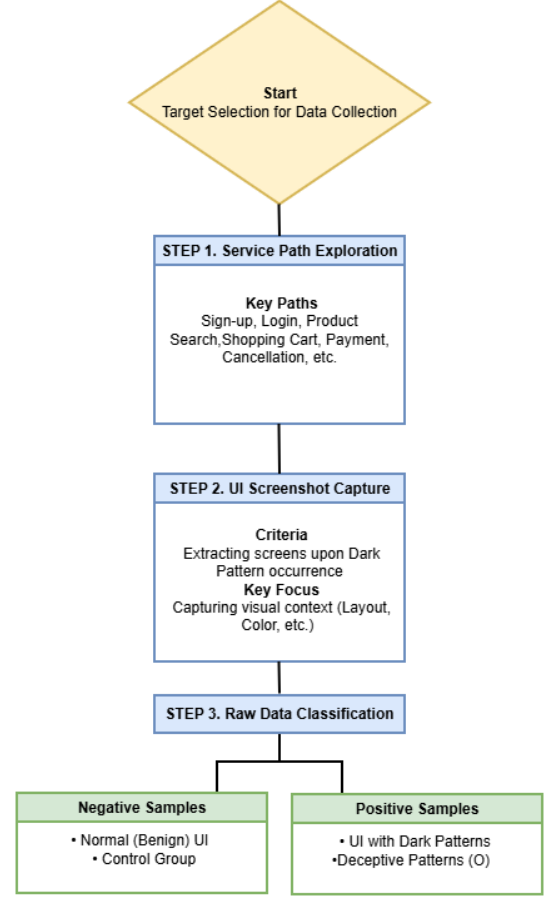 Start
Target Selection for Data Collection
STEP 1. Service Path Exploration
Key Paths
Sign-up, Login, Product
Search,Shopping Cart, Payment,
Cancellation, etc.
STEP 2. UI Screenshot Capture
Criteria
Extracting screens upon Dark
Pattern occurrence
Key Focus
Capturing visual context (Layout,
Color, etc.)
STEP 3. Raw Data Classification
Negative Samples
• Normal (Benign) UI
• Control Group
Positive Samples
• UI with Dark Patterns
•Deceptive Patterns (O)